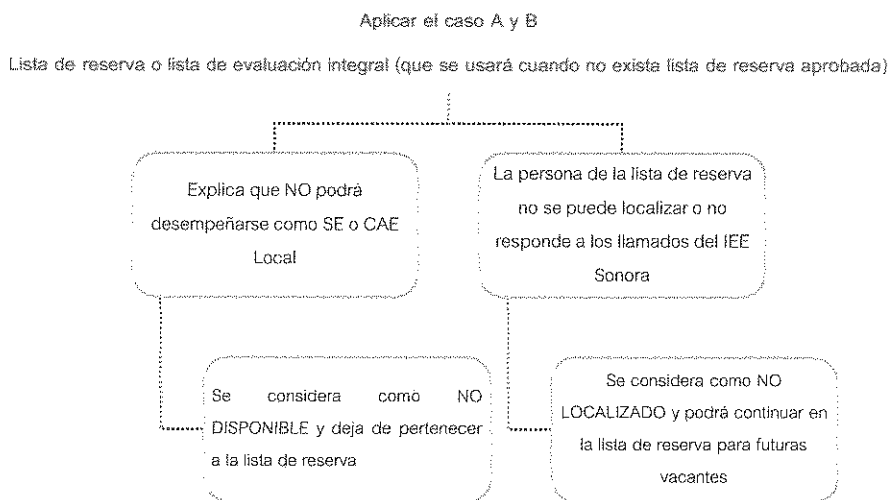 Aplicar el caso A y B
Lista de reserva o lista de evaluación integral (que se usará cuando no exista lista de reserva aprobada)
Explica que NO podrá
desempeñarse como SE o CAE
Local
La persona de la lista de reserva
no se puede localizar o no
responde a los llamados del IEE
Sonora
Se considera como NO
DISPONIBLE y deja de pertenecer
a la lista de reserva
Se considera como NO
LOCALIZADO y podrá continuar en
la lista de reserva para futuras
vacantes